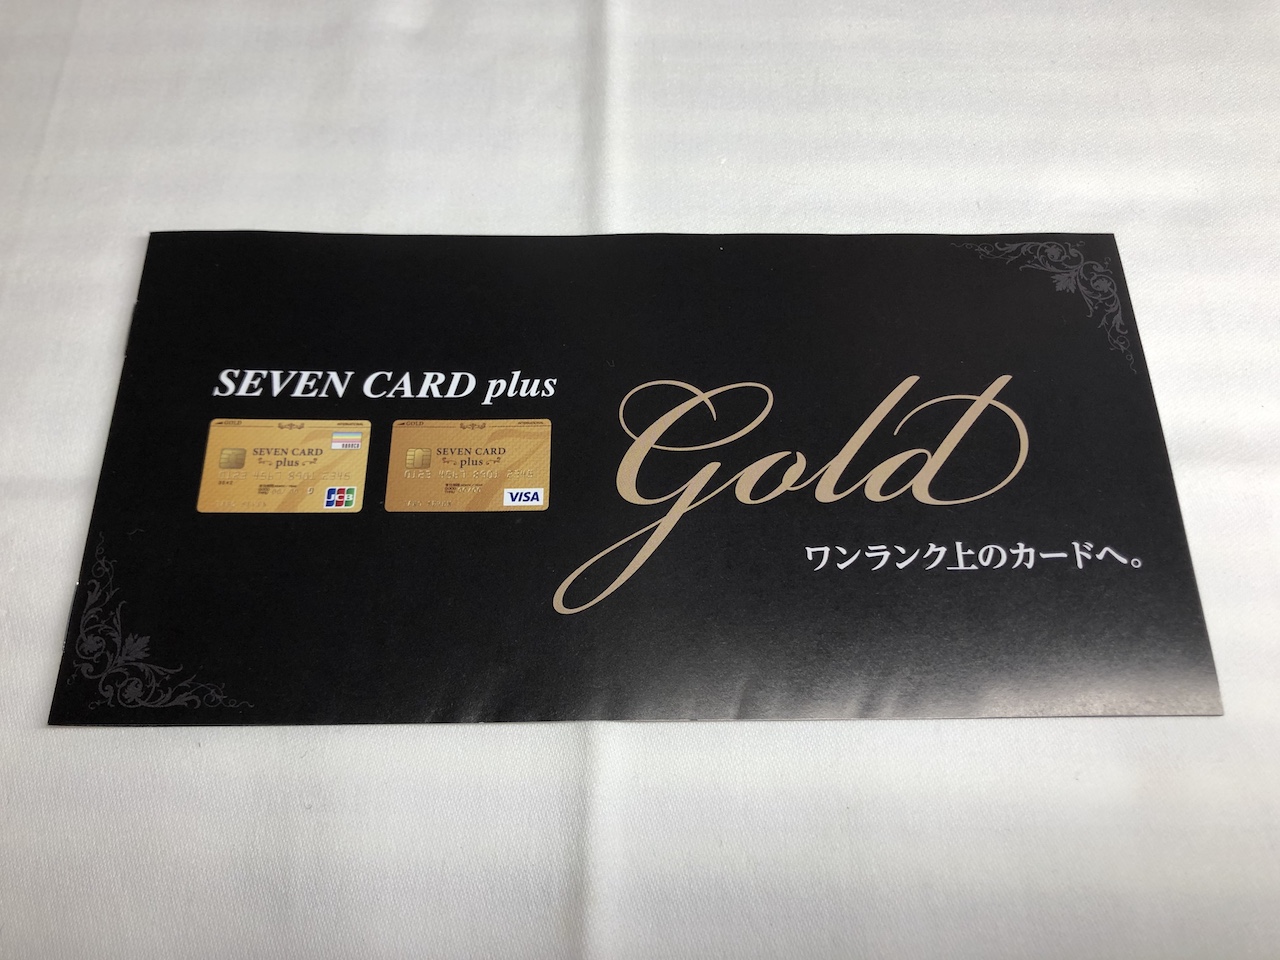 SEVEN CARD plus
GOLD
SEVEN CARD
plus
nanaco
JCB
GOLD
SEVEN CARD
plus
VISA
Gold
ワンランク上のカードへ。